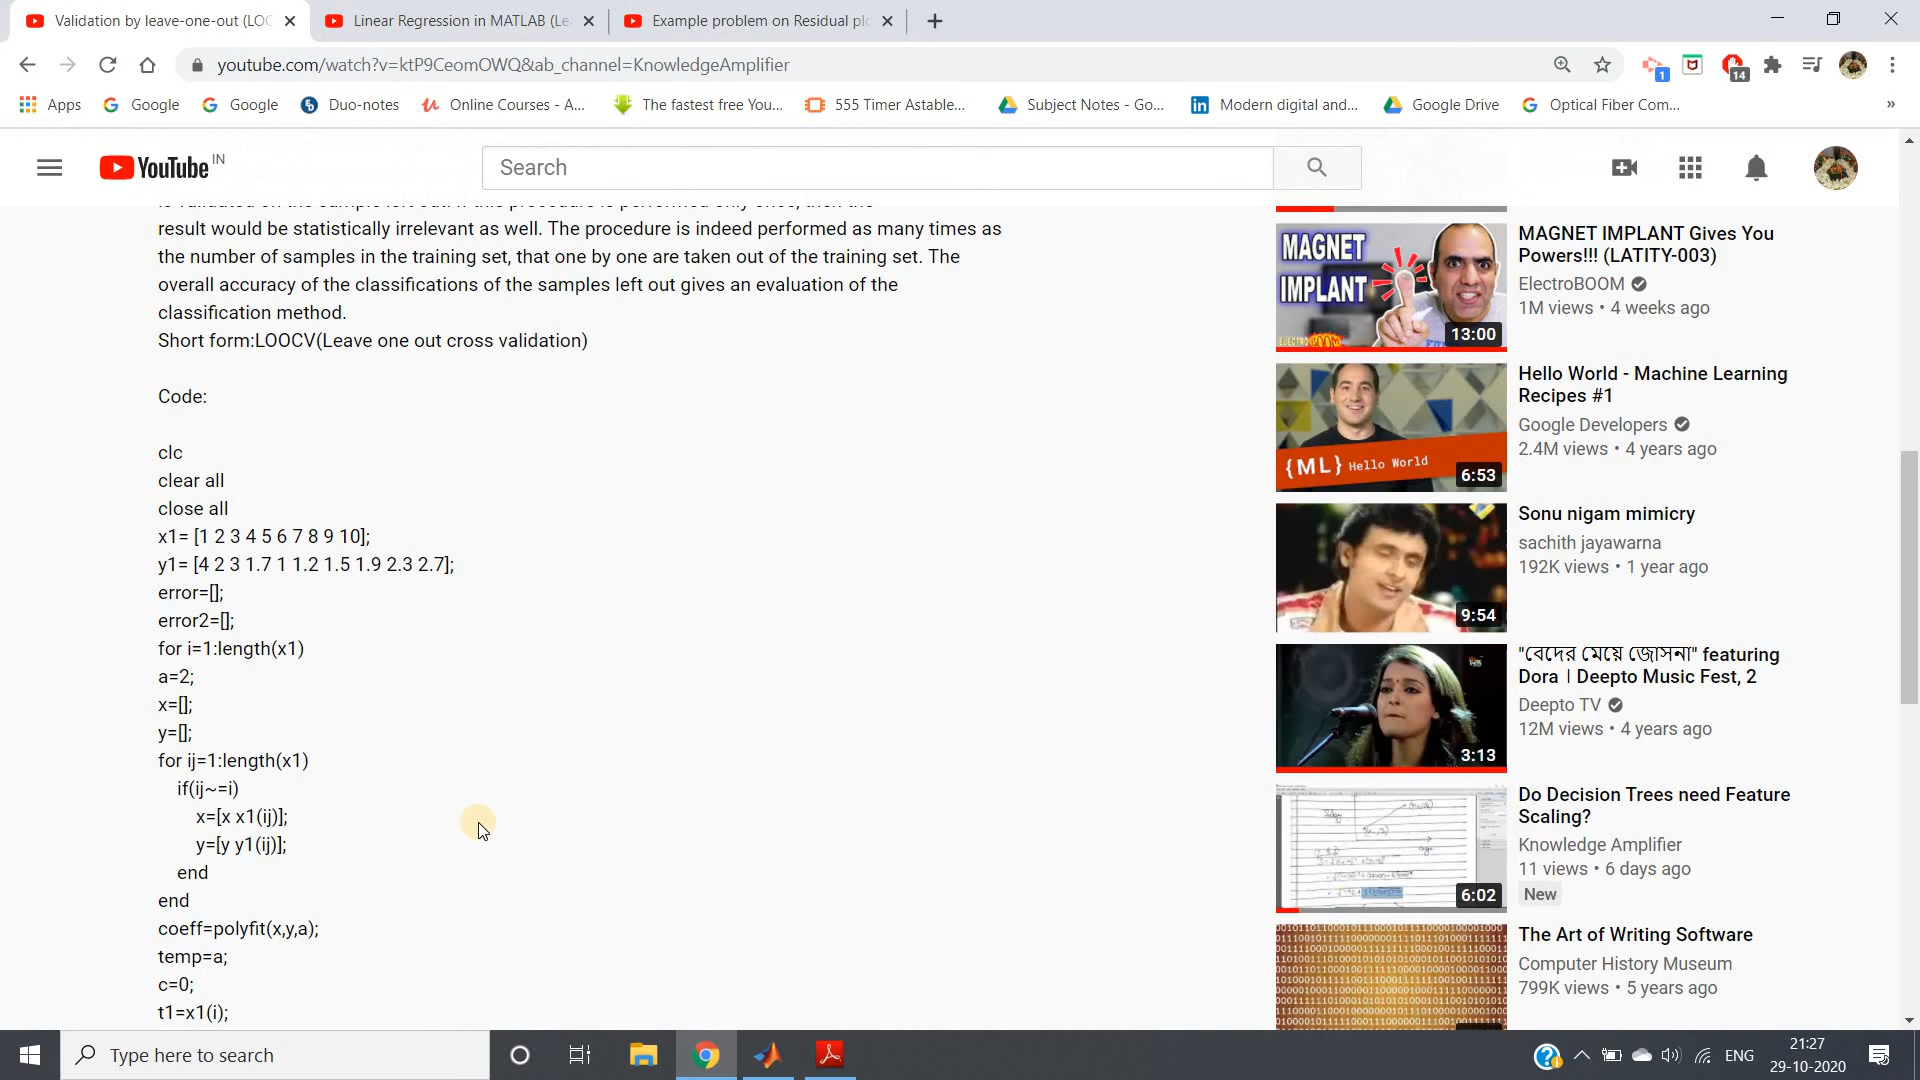 Validation by leave-one-out (LOO
Linear Regression in MATLAB (Le
Example problem on Residual plo
youtube.com/watch?v=ktP9CeomOWQ&ab_channel=KnowledgeAmplifier
1
14
Apps
Google
Google
Duo-notes
Online Courses - A...
The fastest free You...
555 Timer Astable...
Subject Notes - Go...
Modern digital and...
Google Drive
Optical Fiber Com...
»
YouTube IN
Search
result would be statistically irrelevant as well. The procedure is indeed performed as many times as
the number of samples in the training set, that one by one are taken out of the training set. The
overall accuracy of the classifications of the samples left out gives an evaluation of the
classification method.
Short form:LOOCV(Leave one out cross validation)
Code:
clc
clear all
close all
x1= [1 2 3 4 5 6 7 8 9 10];
y1= [4 2 3 1.7 1 1.2 1.5 1.9 2.3 2.7];
error=[];
error2=[];
for i=1:length(x1)
a=2;
x=[];
y=[];
for ij=1:length(x1)
if(ij~=i)
x=[x x1(ij)];
y=[y y1(ij)];
end
end
coeff=polyfit(x,y,a);
temp=a;
c=0;
t1=x1(i);
MAGNET
IMPLANT
ELECTROBOOM
13:00
MAGNET IMPLANT Gives You
Powers!!! (LATITY-003)
ElectroBOOM
1M views • 4 weeks ago
{ML} Hello World
6:53
Hello World - Machine Learning
Recipes #1
Google Developers
2.4M views • 4 years ago
9:54
Sonu nigam mimicry
sachith jayawarna
192K views • 1 year ago
3:13
"বেদের মেয়ে জোসনা" featuring
Dora | Deepto Music Fest, 2
Deepto TV
12M views • 4 years ago
6:02
Do Decision Trees need Feature
Scaling?
Knowledge Amplifier
11 views • 6 days ago
New
The Art of Writing Software
Computer History Museum
799K views • 5 years ago
Type here to search
ENG
21:27
29-10-2020